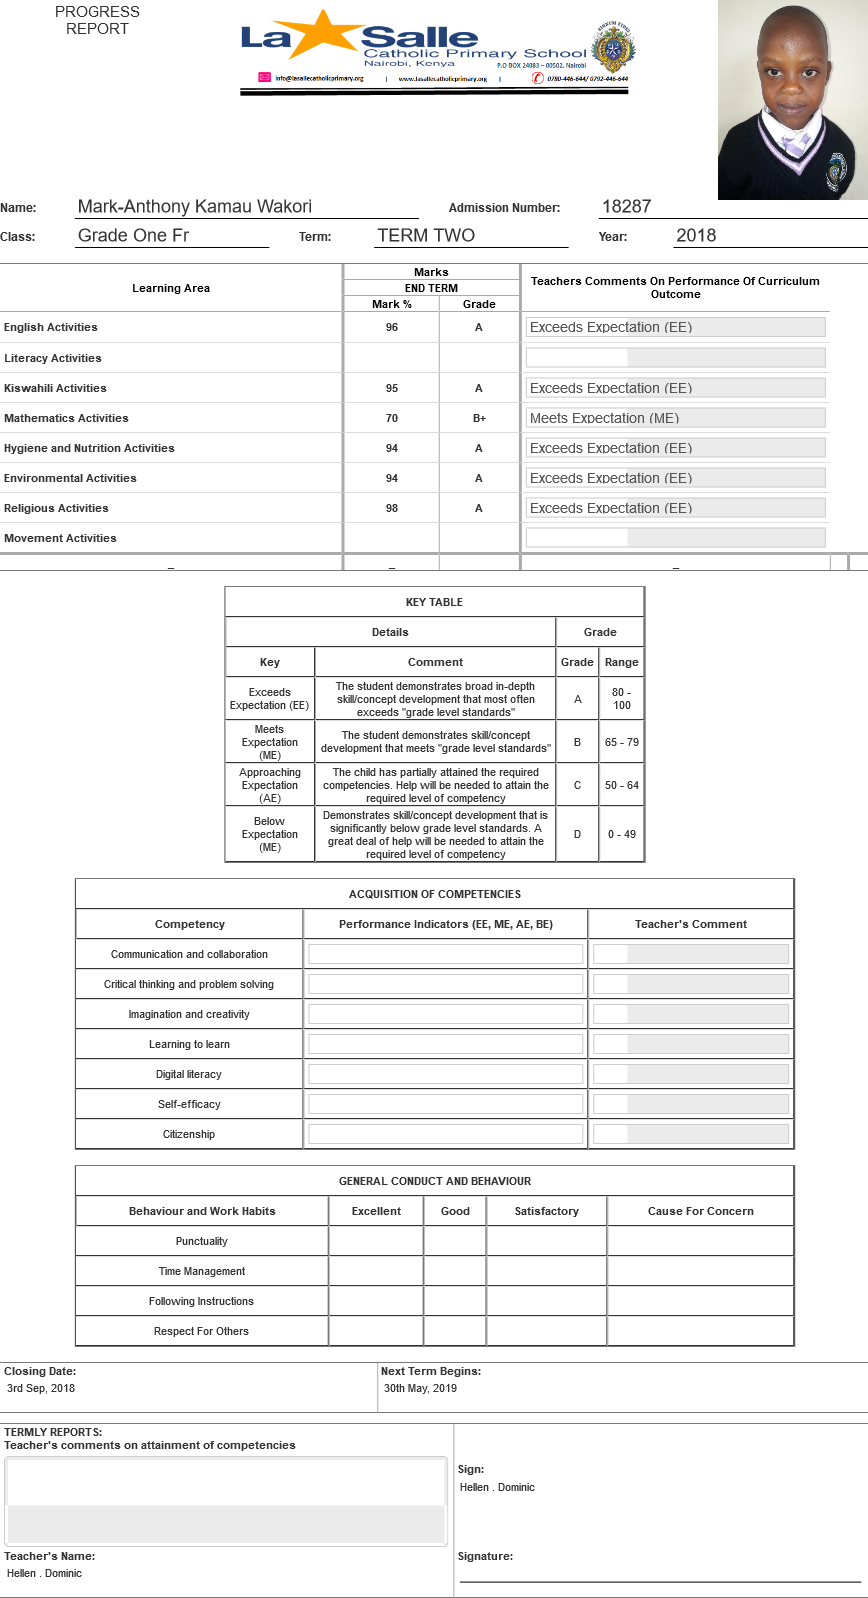 PROGRESS
REPORT
La Salle
Catholic Primary School
Nairobi, Kenya
P.O BOX 24083 – 00502, Nairobi
info@lasallecatholicprimary.org | www.lasallecatholicprimary.org | 0780-446-644/ 0792-446-644
Name: Mark-Anthony Kamau Wakori Admission Number: 18287
Class: Grade One Fr Term: TERM TWO Year: 2018
Learning Area Marks Teachers Comments On Performance Of Curriculum Outcome
END TERM
Mark % Grade
English Activities 96 A Exceeds Expectation (EE)
Literacy Activities
Kiswahili Activities 95 A Exceeds Expectation (EE)
Mathematics Activities 70 B+ Meets Expectation (ME)
Hygiene and Nutrition Activities 94 A Exceeds Expectation (EE)
Environmental Activities 94 A Exceeds Expectation (EE)
Religious Activities 98 A Exceeds Expectation (EE)
Movement Activities
_ _ _
KEY TABLE
Details Grade
Key Comment Grade Range
Exceeds Expectation (EE) The student demonstrates broad in-depth skill/concept development that most often exceeds "grade level standards" A 80 - 100
Meets Expectation (ME) The student demonstrates skill/concept development that meets "grade level standards" B 65 - 79
Approaching Expectation (AE) The child has partially attained the required competencies. Help will be needed to attain the required level of competency C 50 - 64
Below Expectation (ME) Demonstrates skill/concept development that is significantly below grade level standards. A great deal of help will be needed to attain the required level of competency D 0 - 49
ACQUISITION OF COMPETENCIES
Competency Performance Indicators (EE, ME, AE, BE) Teacher's Comment
Communication and collaboration
Critical thinking and problem solving
Imagination and creativity
Learning to learn
Digital literacy
Self-efficacy
Citizenship
GENERAL CONDUCT AND BEHAVIOUR
Behaviour and Work Habits Excellent Good Satisfactory Cause For Concern
Punctuality
Time Management
Following Instructions
Respect For Others
Closing Date: Next Term Begins:
3rd Sep, 2018 30th May, 2019
TERMLY REPORTS:
Teacher's comments on attainment of competencies
Sign:
Hellen . Dominic
Teacher's Name: Signature:
Hellen . Dominic